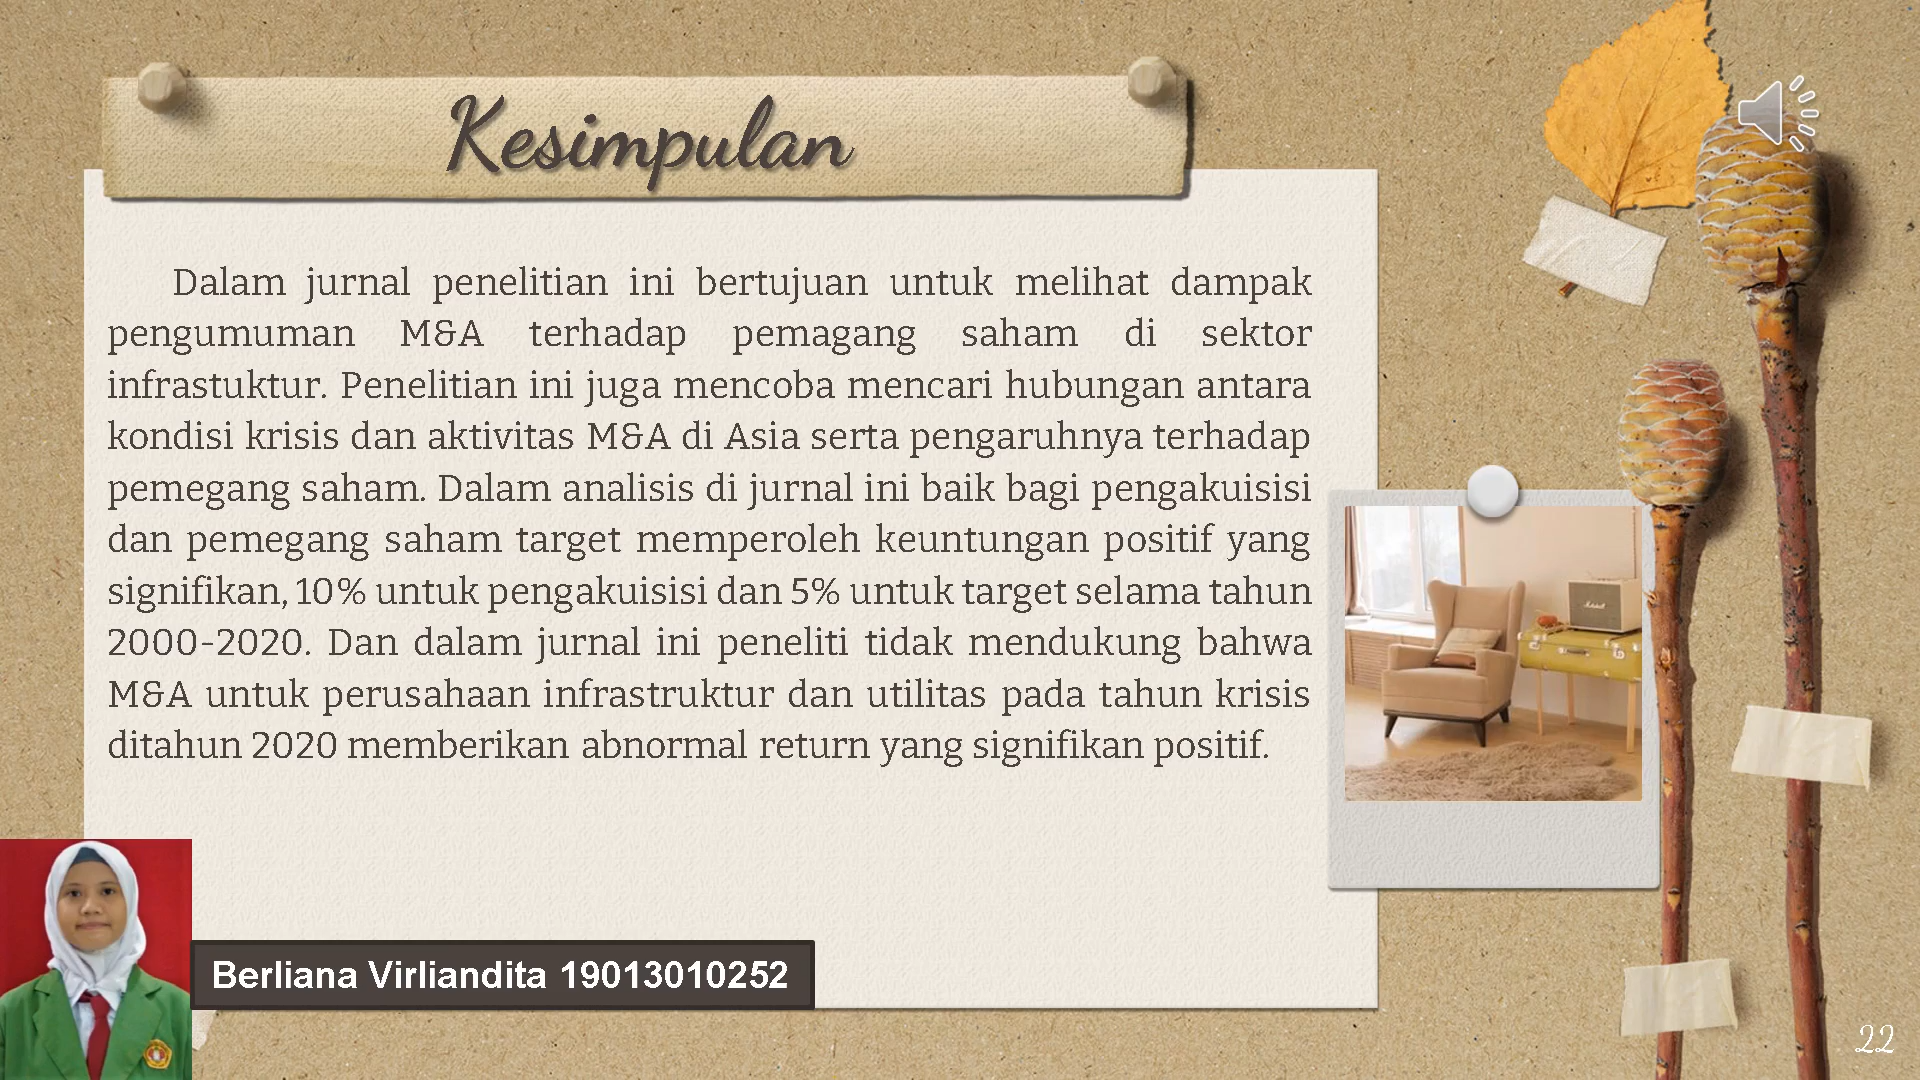 Kesimpulan
Dalam jurnal penelitian ini bertujuan untuk melihat dampak
pengumuman M&A terhadap pemagang saham di sektor
infrastuktur. Penelitian ini juga mencoba mencari hubungan antara
kondisi krisis dan aktivitas M&A di Asia serta pengaruhnya terhadap
pemegang saham. Dalam analisis di jurnal ini baik bagi pengakuisisi
dan pemegang saham target memperoleh keuntungan positif yang
signifikan, 10% untuk pengakuisisi dan 5% untuk target selama tahun
2000-2020. Dan dalam jurnal ini peneliti tidak mendukung bahwa
M&A untuk perusahaan infrastruktur dan utilitas pada tahun krisis
ditahun 2020 memberikan abnormal return yang signifikan positif.
Marshall
Berliana Virliandita 19013010252
22